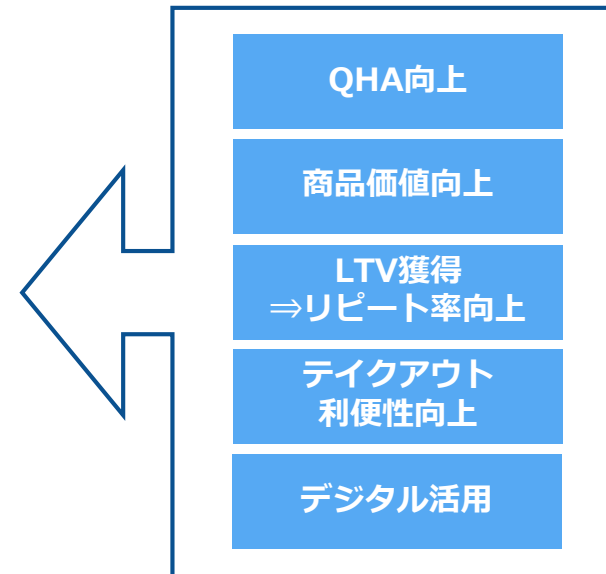 QHA向上
商品価値向上
LTV獲得
⇒リピート率向上
テイクアウト
利便性向上
デジタル活用